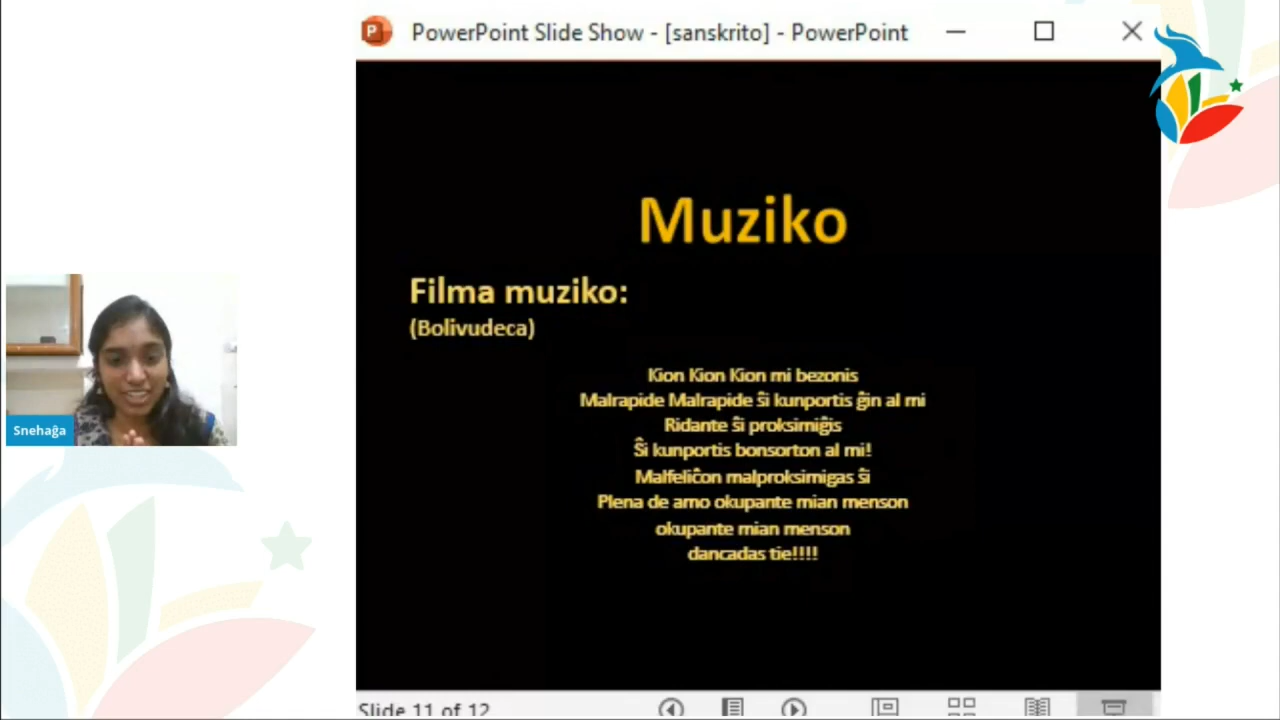 PowerPoint Slide Show - [sanskrito] - PowerPoint
Muziko
Filma muziko:
(Bolivudeca)
Kion Kion Kion mi bezonis
Malrapide Malrapide ŝi kunportis ĝin al mi
Ridante ŝi proksimiĝis
Ŝi kunportis bonsorton al mi!
Malfeliĉon malproksimigas ŝi
Plena de amo okupante mian menson
okupante mian menson
dancadas tie!!!!
Snehaĝa
Slide 11 of 12